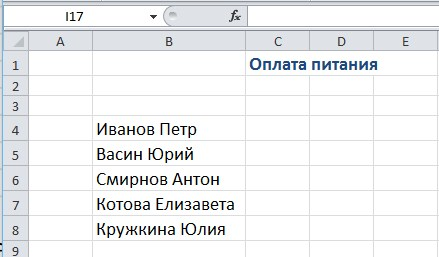 I17 fx
A B C D E
1 Оплата питания
2
3
4 Иванов Петр
5 Васин Юрий
6 Смирнов Антон
7 Котова Елизавета
8 Кружкина Юлия
9